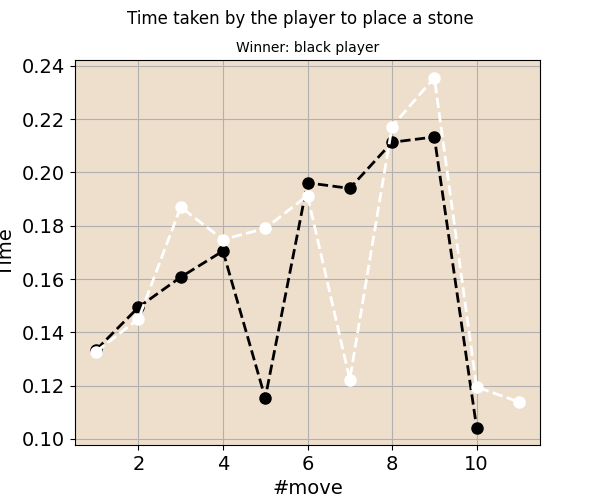 Time taken by the player to place a stone
Winner: black player
0.24
0.22
0.20
0.18
0.16
0.14
0.12
0.10
Time
2 4 6 8 10
#move